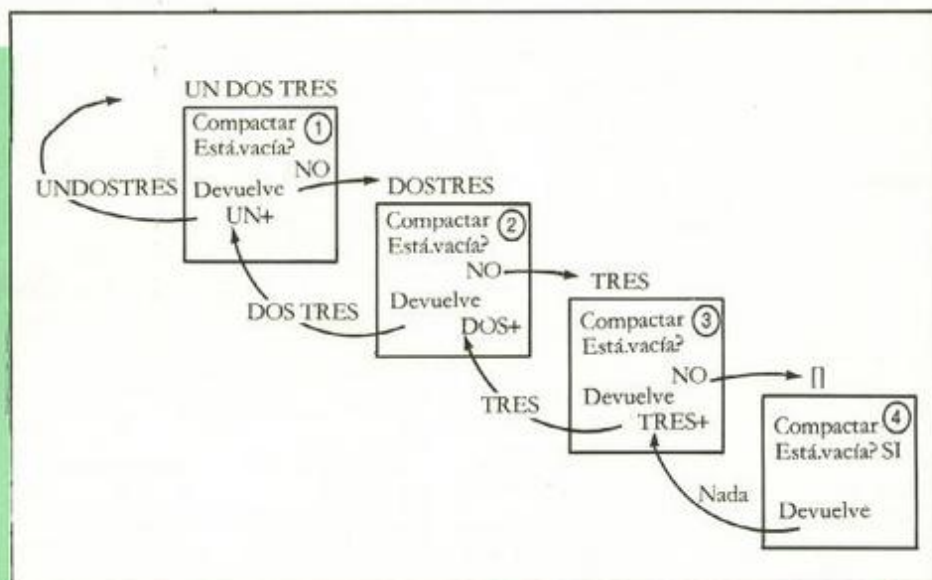 UN DOS TRES
Compactar 1
Está.vacía?
NO
Devuelve
UN+
UNDOSTRES
DOSTRES
Compactar 2
Está.vacía?
NO
Devuelve
DOS+
DOS TRES
TRES
Compactar 3
Está.vacía?
NO
Devuelve
TRES+
TRES
[]
Compactar 4
Está.vacía? SI
Devuelve
Nada